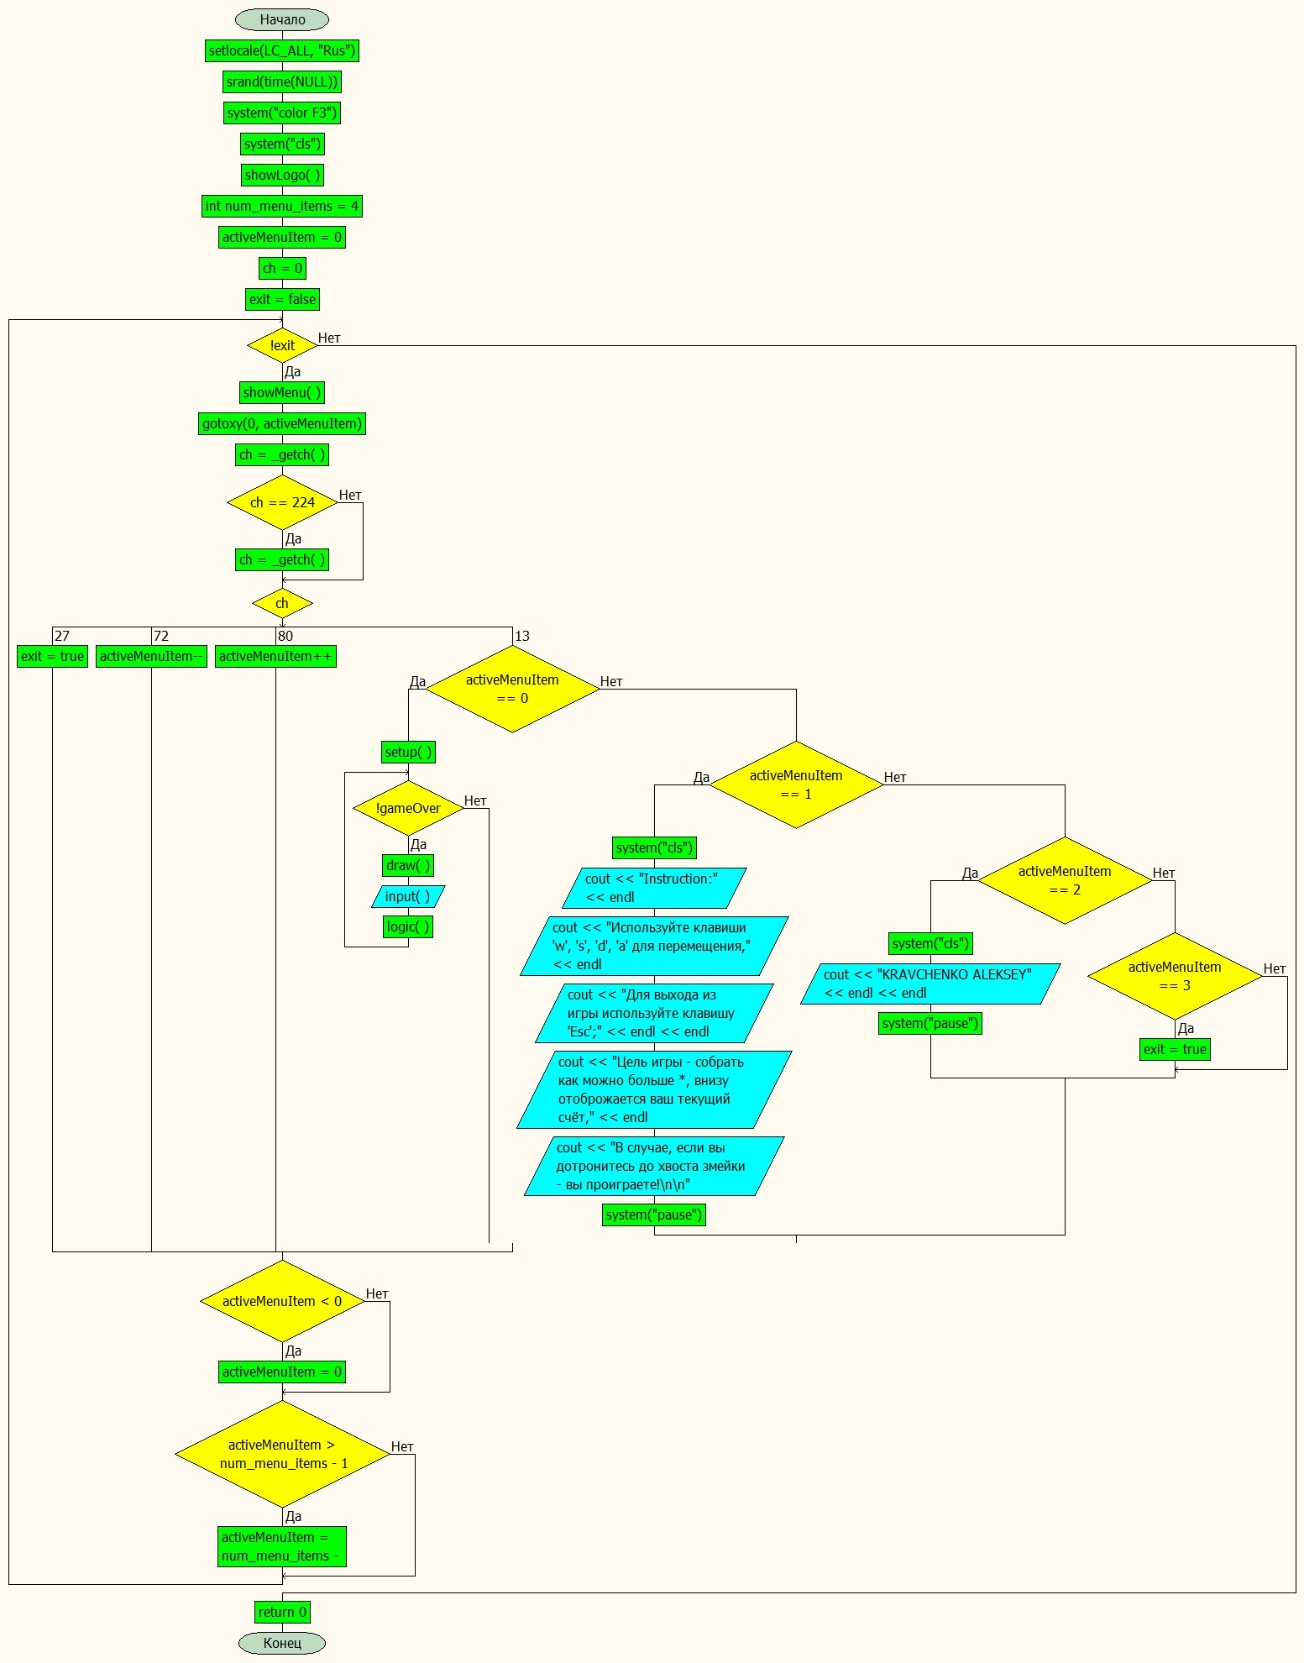 Начало
setlocale(LC_ALL, "Rus")
srand(time(NULL))
system("color F3")
system("cls")
showLogo( )
int num_menu_items = 4
activeMenuItem = 0
ch = 0
exit = false
!exit
Нет
Да
showMenu( )
gotoxy(0, activeMenuItem)
ch = _getch( )
ch == 224
Нет
Да
ch = _getch( )
ch
27
72
80
13
exit = true
activeMenuItem--
activeMenuItem++
activeMenuItem
== 0
Да
Нет
setup( )
!gameOver
Нет
Да
draw( )
input( )
logic( )
activeMenuItem
== 1
Да
Нет
system("cls")
cout << "Instruction:"
<< endl
cout << "Используйте клавиши
'w', 's', 'd', 'a' для перемещения,"
<< endl
cout << "Для выхода из
игры используйте клавишу
'Esc';" << endl << endl
cout << "Цель игры - собрать
как можно больше *, внизу
отоброжается ваш текущий
счёт," << endl
cout << "В случае, если вы
дотронитесь до хвоста змейки
- вы проиграете!\n\n"
system("pause")
activeMenuItem
== 2
Да
Нет
system("cls")
cout << "KRAVCHENKO ALEKSEY"
<< endl << endl
system("pause")
activeMenuItem
== 3
Нет
Да
exit = true
activeMenuItem < 0
Нет
Да
activeMenuItem = 0
activeMenuItem >
num_menu_items - 1
Нет
Да
activeMenuItem =
num_menu_items -
return 0
Конец